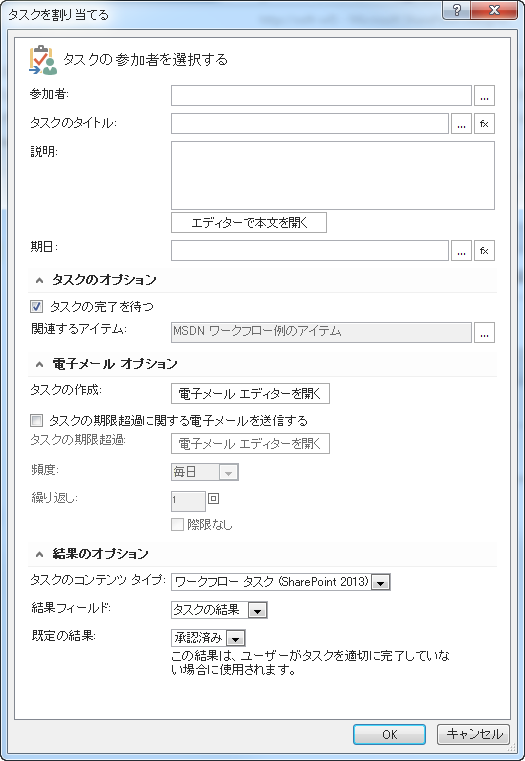 タスクを割り当てる
タスクの参加者を選択する
参加者: ...
タスクのタイトル: ... fx
説明:
エディターで本文を開く
期日: ... fx
タスクのオプション
タスクの完了を待つ
関連するアイテム: MSDN ワークフロー例のアイテム ...
電子メール オプション
タスクの作成: 電子メール エディターを開く
タスクの期限超過に関する電子メールを送信する
タスクの期限超過: 電子メール エディターを開く
頻度: 毎日
繰り返し: 1 回
際限なし
結果のオプション
タスクのコンテンツ タイプ: ワークフロー タスク (SharePoint 2013)
結果フィールド: タスクの結果
既定の結果: 承認済み
この結果は、ユーザーがタスクを適切に完了していな
い場合に使用されます。
OK キャンセル